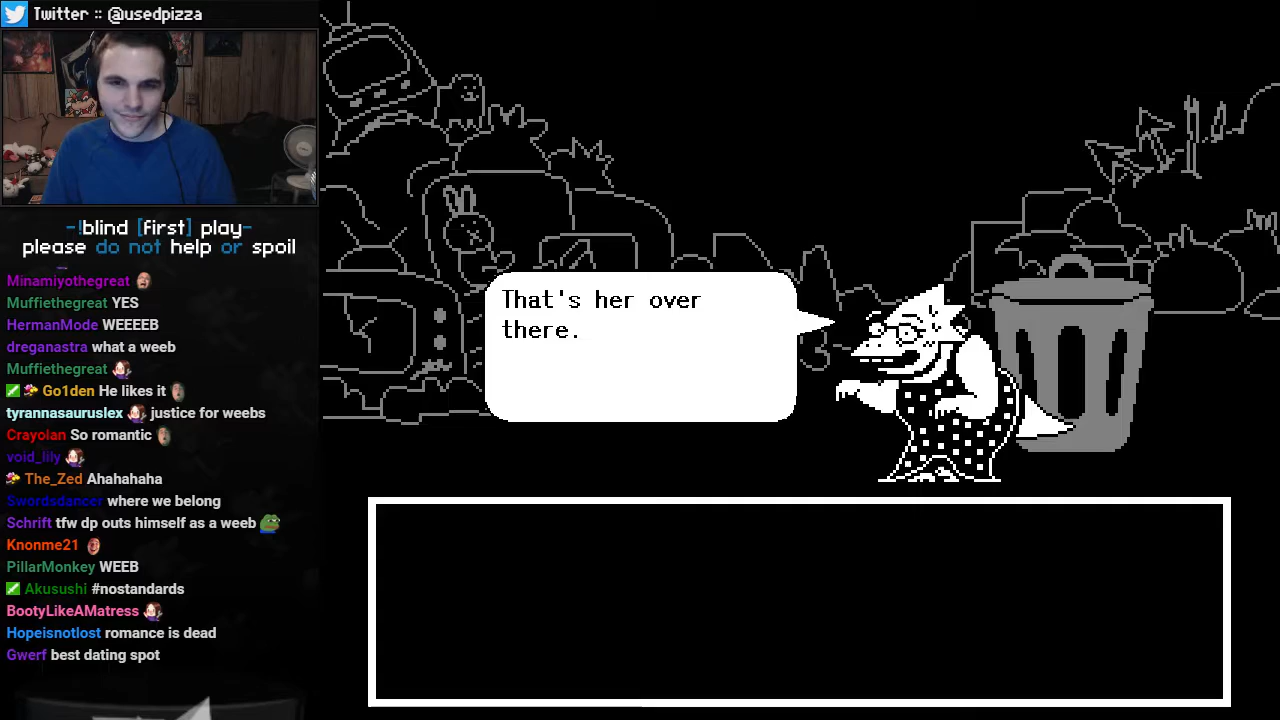 Twitter :: @usedpizza
-!blind [first] play-
please do not help or spoil
Minamiyothegreat
Muffiethegreat YES
HermanMode WEEEEB
dreganastra what a weeb
Muffiethegreat
Go1den He likes it
tyrannasauruslex justice for weebs
Crayolan So romantic
void_lily
The_Zed Ahahahaha
Swordsdancer where we belong
Schrift tfw dp outs himself as a weeb
Knonme21
PillarMonkey WEEB
Akusushi #nostandards
BootyLikeAMatress
Hopeisnotlost romance is dead
Gwerf best dating spot
That's her over
there.